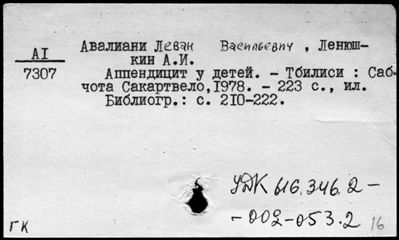 АI
7307
Авалиани Леван Васильевич, Ленюш-
кин А.И.
Аппендицит у детей. - Тбилиси : Саб-
чота Сакартвело,1978. - 223 с., ил.
Библиогр.: с. 210-222.
УДК 616.346.2 -
- 002-053.2
16
ГК